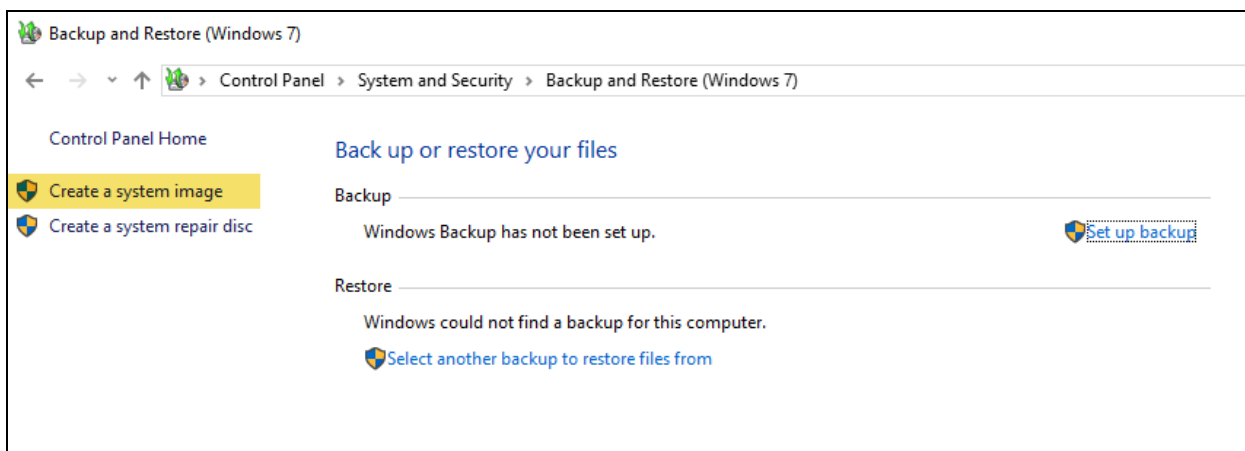 Backup and Restore (Windows 7)
Control Panel > System and Security > Backup and Restore (Windows 7)
Control Panel Home
Create a system image
Create a system repair disc
Back up or restore your files
Backup
Windows Backup has not been set up.
Set up backup
Restore
Windows could not find a backup for this computer.
Select another backup to restore files from